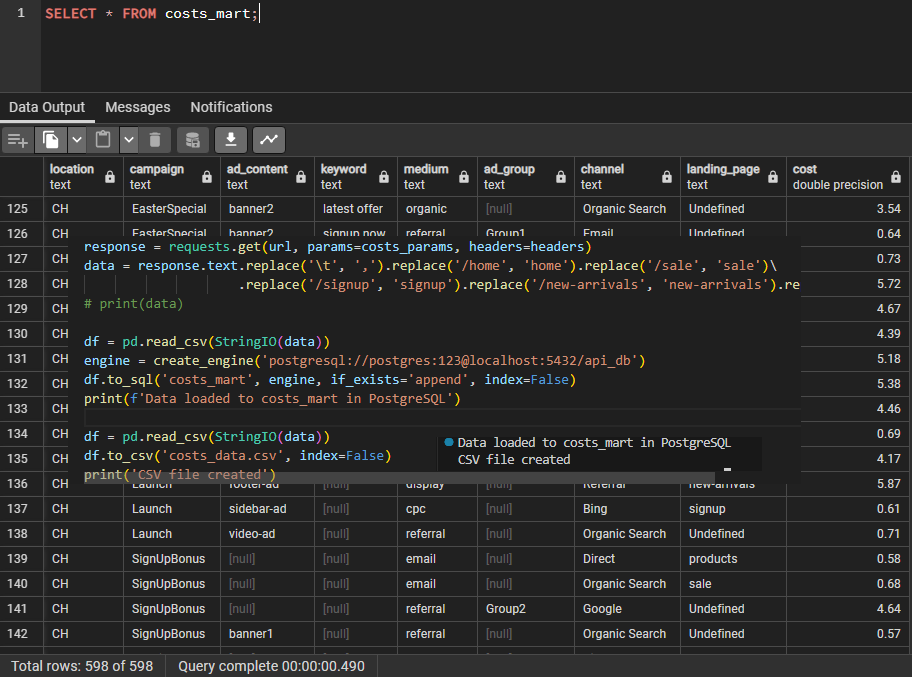 1 SELECT * FROM costs_mart;
Data Output Messages Notifications
location campaign ad_content keyword medium ad_group channel landing_page cost
text text text text text text text text double precision
125 CH EasterSpecial banner2 latest offer organic [null] Organic Search Undefined 3.54
126 CH EasterSpecial banner2 signup now referral Group1 Email Undefined 0.64
127 CH 0.73
128 CH 5.72
129 CH 4.67
130 CH 4.39
131 CH 5.18
132 CH 5.38
133 CH 4.46
134 CH 0.69
135 CH 4.17
response = requests.get(url, params=costs_params, headers=headers)
data = response.text.replace('\t', ',').replace('/home', 'home').replace('/sale', 'sale')\
.replace('/signup', 'signup').replace('/new-arrivals', 'new-arrivals').re
# print(data)
df = pd.read_csv(StringIO(data))
engine = create_engine('postgresql://postgres:123@localhost:5432/api_db')
df.to_sql('costs_mart', engine, if_exists='append', index=False)
print(f'Data loaded to costs_mart in PostgreSQL')
df = pd.read_csv(StringIO(data))
df.to_csv('costs_data.csv', index=False)
print('CSV file created')
Data loaded to costs_mart in PostgreSQL
CSV file created
136 CH Launch footer-ad [null] display [null] Referral new-arrivals 5.87
137 CH Launch sidebar-ad [null] cpc [null] Bing signup 0.61
138 CH Launch video-ad [null] referral [null] Organic Search Undefined 0.71
139 CH SignUpBonus [null] [null] email [null] Direct products 0.58
140 CH SignUpBonus [null] [null] email [null] Organic Search sale 0.68
141 CH SignUpBonus [null] [null] referral Group2 Google Undefined 4.64
142 CH SignUpBonus banner1 [null] referral [null] Organic Search Undefined 0.57
Total rows: 598 of 598 Query complete 00:00:00.490